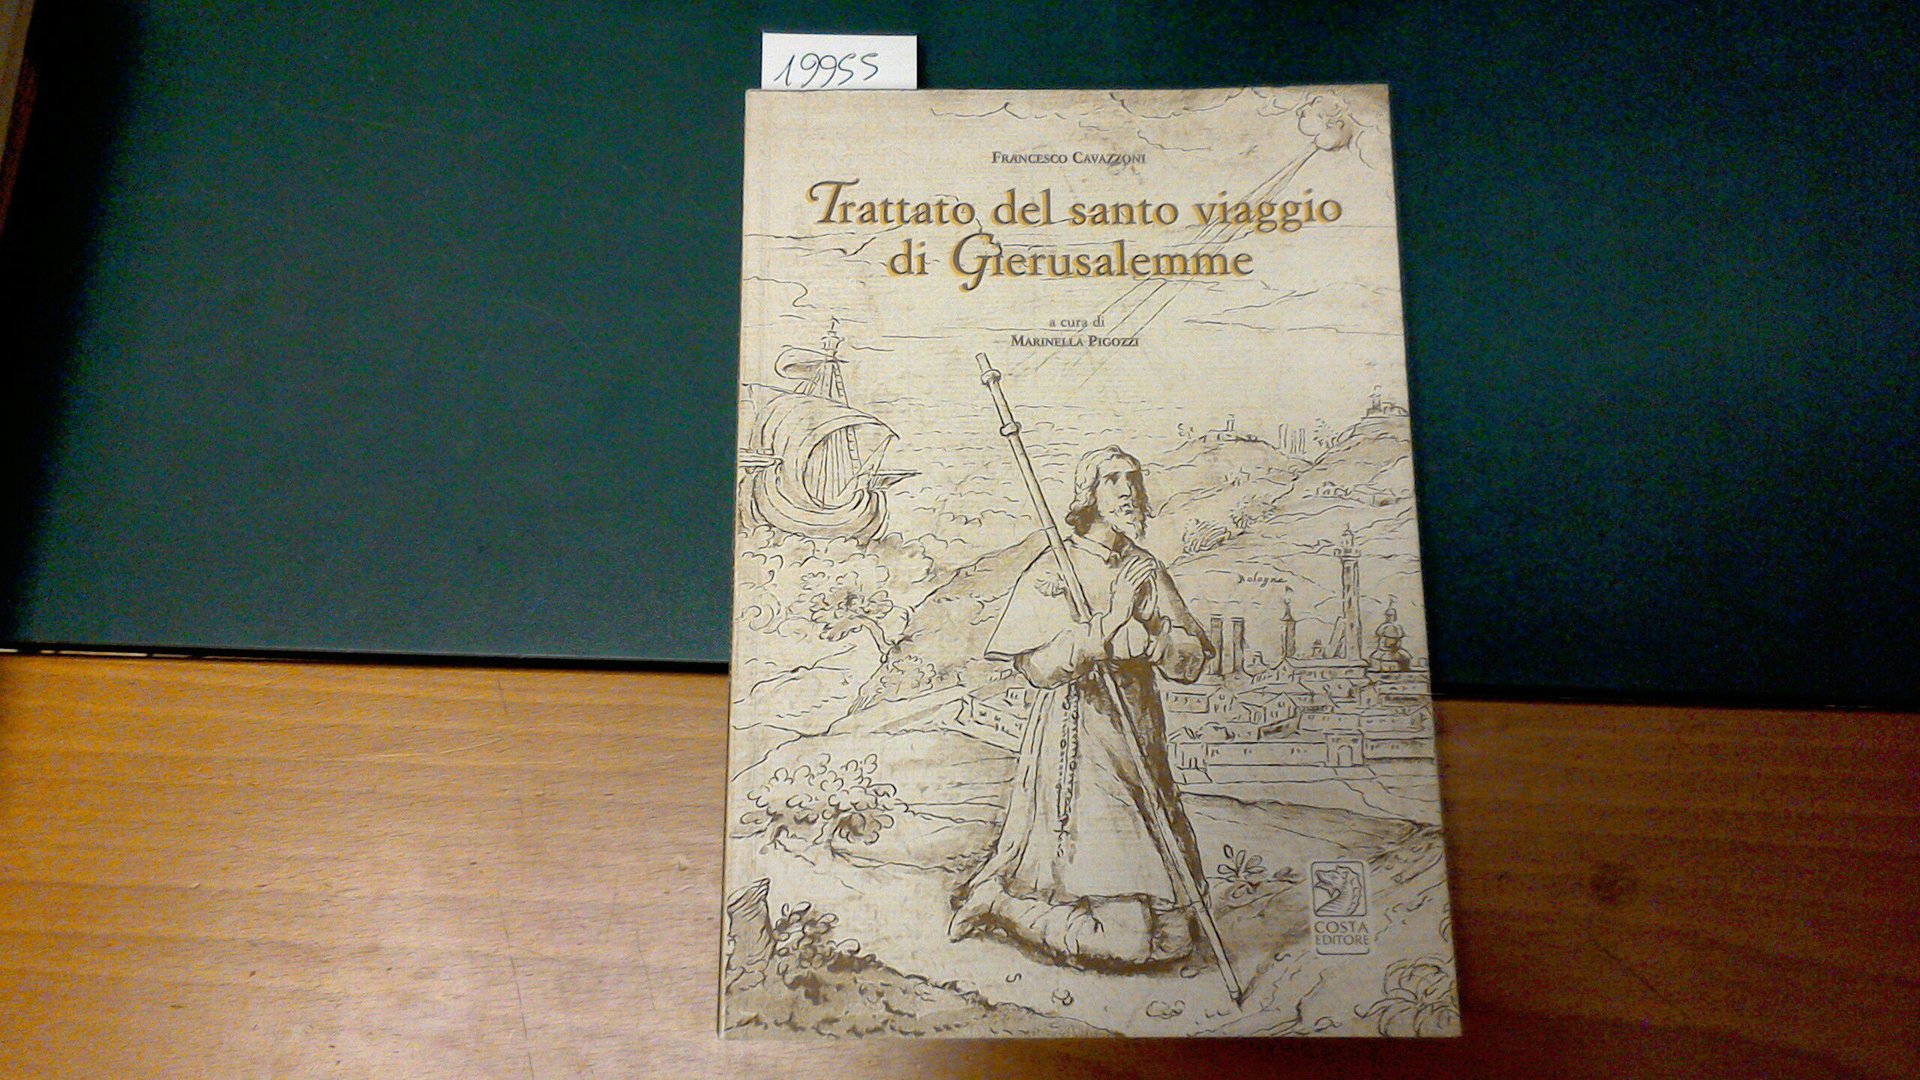 19955
FRANCESCO CAVAZZONI
Trattato del santo viaggio
di Gierusalemme
a cura di
MARINELLA PIGOZZI
Bologna
COSTA
EDITORE